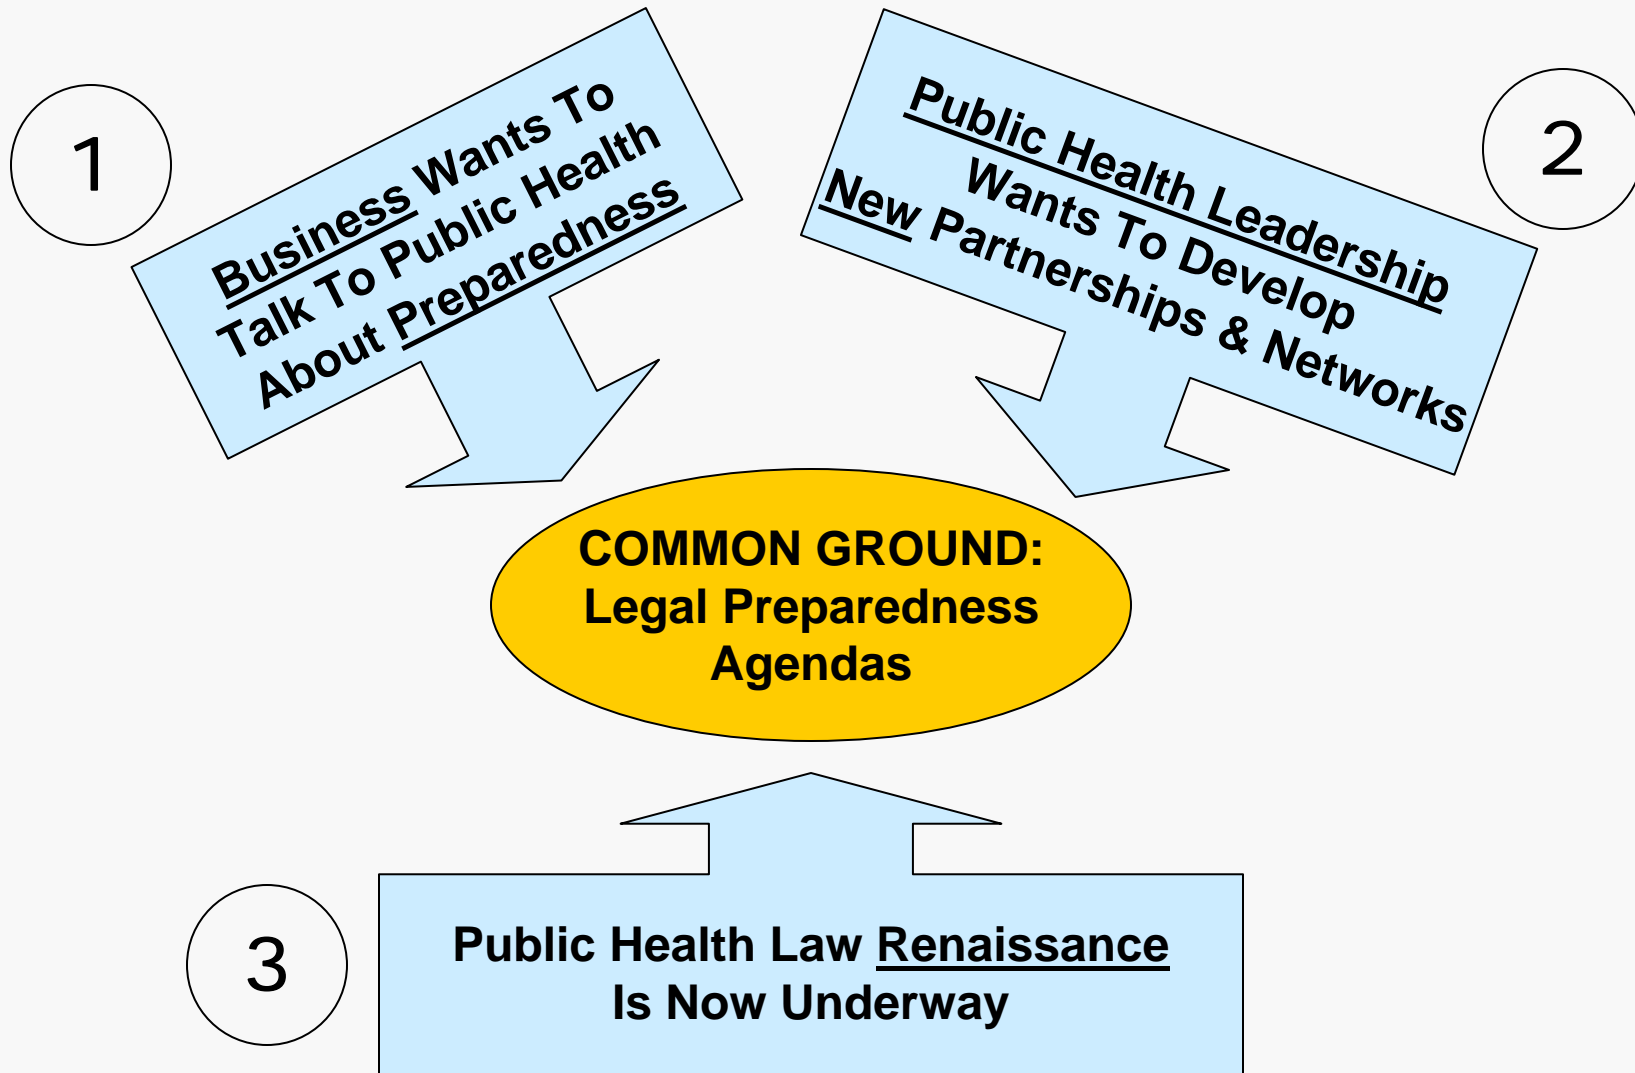 1
Business Wants To
Talk To Public Health
About Preparedness
2
Public Health Leadership
Wants To Develop
New Partnerships & Networks
COMMON GROUND:
Legal Preparedness
Agendas
3
Public Health Law Renaissance
Is Now Underway